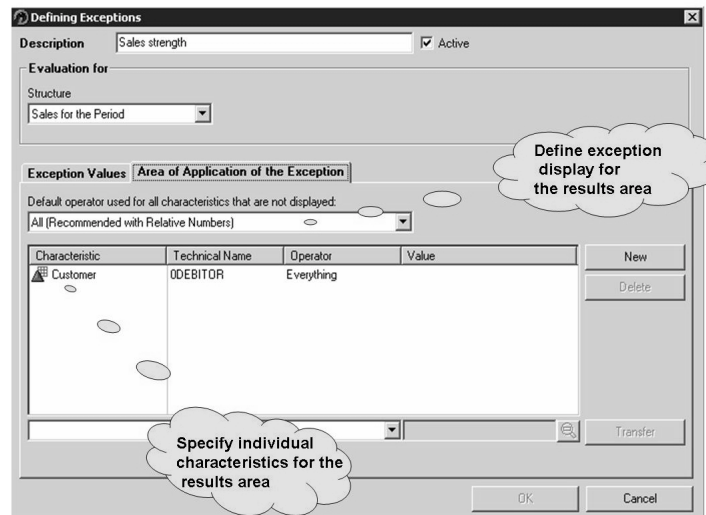 Defining Exceptions
Description Sales strength Active
Evaluation for
Structure
Sales for the Period
Define exception
display for
the results area
Exception Values Area of Application of the Exception
Default operator used for all characteristics that are not displayed:
All (Recommended with Relative Numbers)
Characteristic Technical Name Operator Value New
Customer 0DEBITOR Everything
Delete
Specify individual
characteristics for the
results area
Transfer
OK Cancel